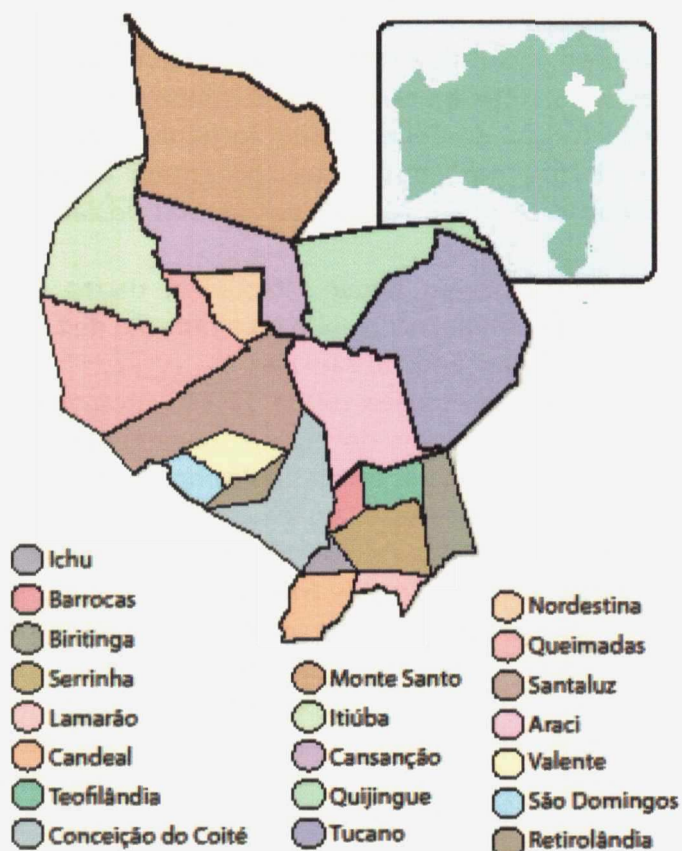 Ichu
Barrocas
Biritinga
Serrinha
Lamarão
Candeal
Teofilândia
Conceição do Coité
Monte Santo
Itiúba
Cansanção
Quijingue
Tucano
Nordestina
Queimadas
Santaluz
Araci
Valente
São Domingos
Retirolândia